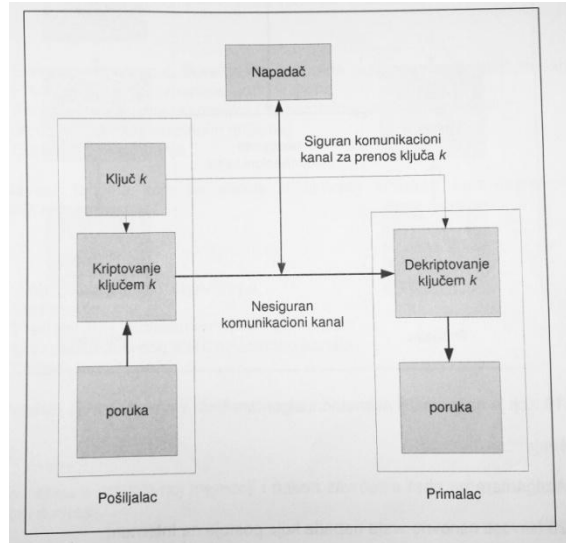 Napadač
Siguran komunikacioni
kanal za prenos ključa k
Ključ k
Kriptovanje
ključem k
Dekriptovanje
ključem k
Nesiguran
komunikacioni kanal
poruka
poruka
Pošiljalac
Primalac